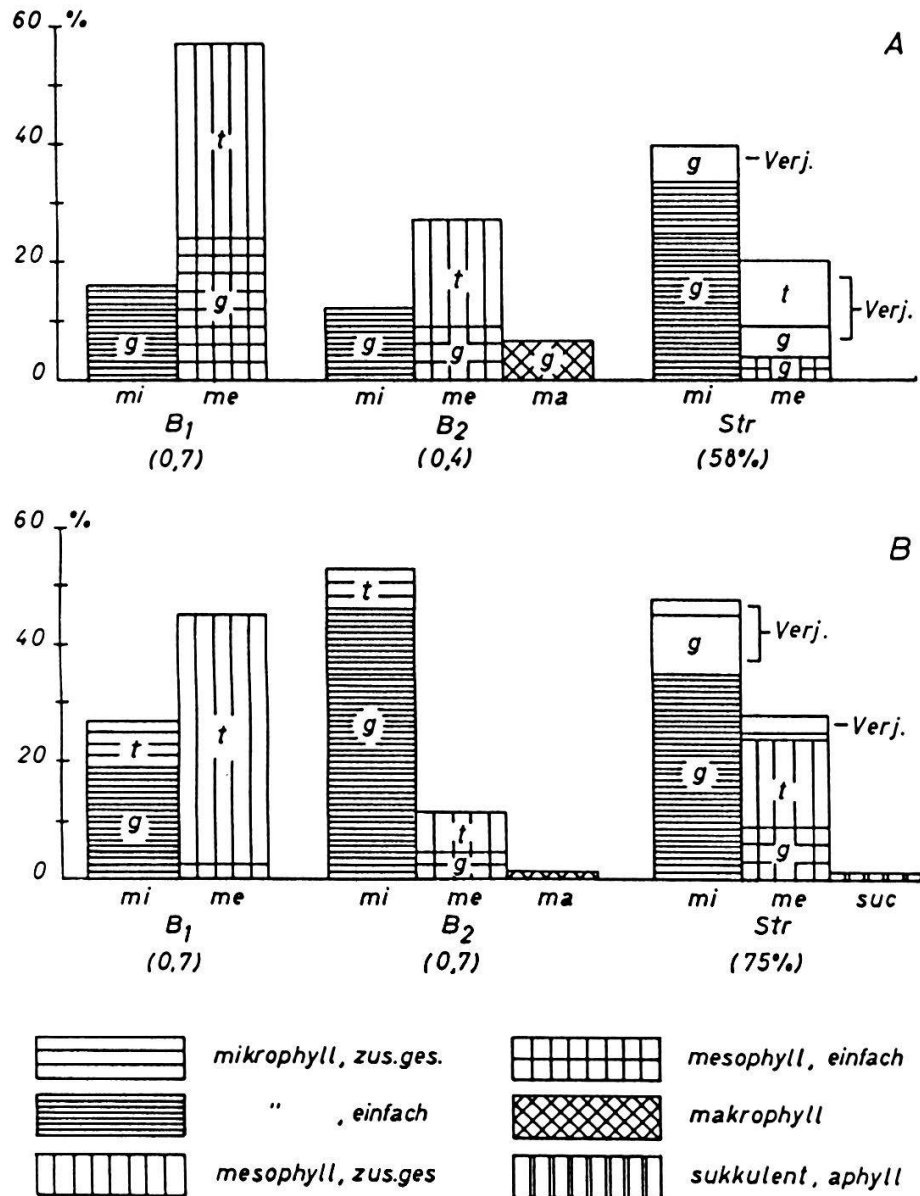 60 % A
t
40
g –Verj.
20
t
g t g ] Verj.
g g g g g
0
mi me mi me ma mi me
B₁ B₂ Str
(0,7) (0,4) (58%)
60 % B
t
40
g ] Verj.
t g
20
–Verj.
t g t
g t g g
0
mi me mi me ma mi me suc
B₁ B₂ Str
(0,7) (0,7) (75%)
mikrophyll, zus.ges. mesophyll, einfach
" , einfach makrophyll
mesophyll, zus.ges sukkulent, aphyll